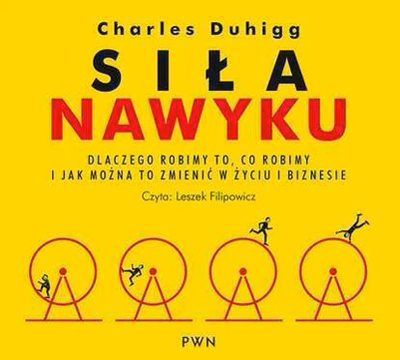 Charles Duhigg
SIŁA
NAWYKU
DLACZEGO ROBIMY TO, CO ROBIMY
I JAK MOŻNA TO ZMIENIĆ W ŻYCIU I BIZNESIE
Czyta: Leszek Filipowicz
PWN